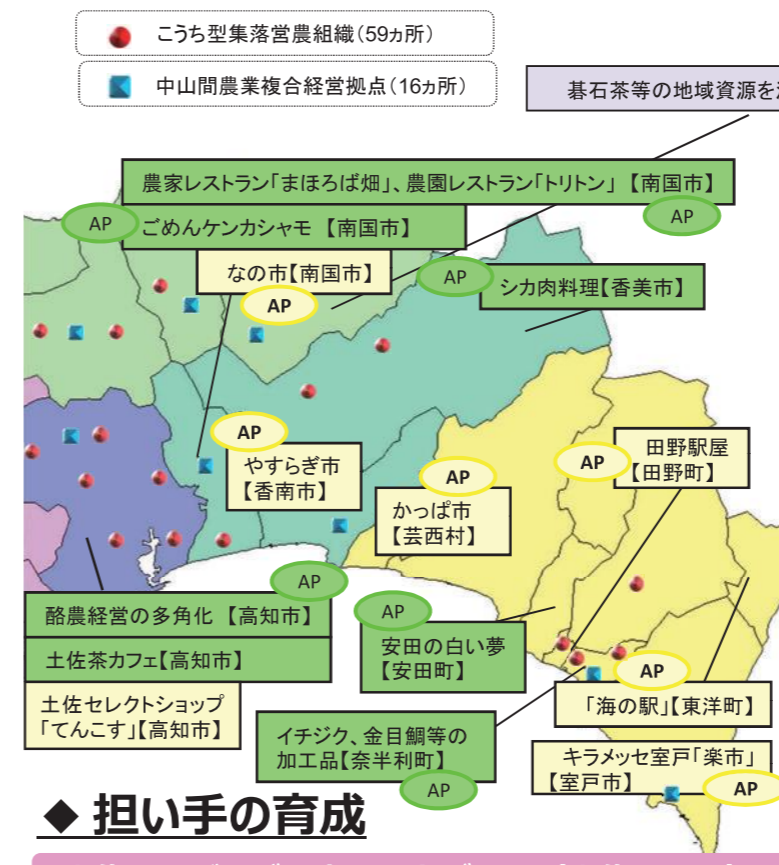 こうち型集落営農組織(59ヵ所)
中山間農業複合経営拠点(16ヵ所)
碁石茶等の地域資源を
農家レストラン「まほろば畑」、農園レストラン「トリトン」 【南国市】
AP
AP
ごめんケンカシャモ 【南国市】
なの市【南国市】
AP
AP
シカ肉料理【香美市】
AP
やすらぎ市
【香南市】
AP
かっぱ市
【芸西村】
AP
田野駅屋
【田野町】
AP
酪農経営の多角化 【高知市】
土佐茶カフェ【高知市】
土佐セレクトショップ
「てんこす」【高知市】
AP
安田の白い夢
【安田町】
AP
「海の駅」【東洋町】
イチジク、金目鯛等の
加工品【奈半利町】
AP
キラメッセ室戸「楽市」
【室戸市】
AP
◆ 担い手の育成